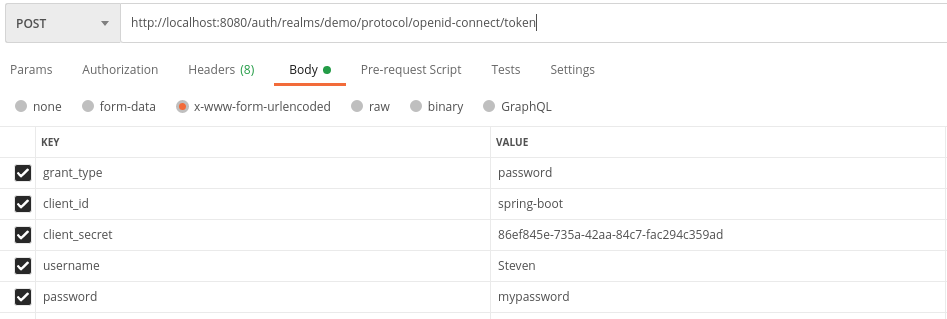 POST http://localhost:8080/auth/realms/demo/protocol/openid-connect/token
Params Authorization Headers (8) Body Pre-request Script Tests Settings
none form-data x-www-form-urlencoded raw binary GraphQL
KEY VALUE
grant_type password
client_id spring-boot
client_secret 86ef845e-735a-42aa-84c7-fac294c359ad
username Steven
password mypassword